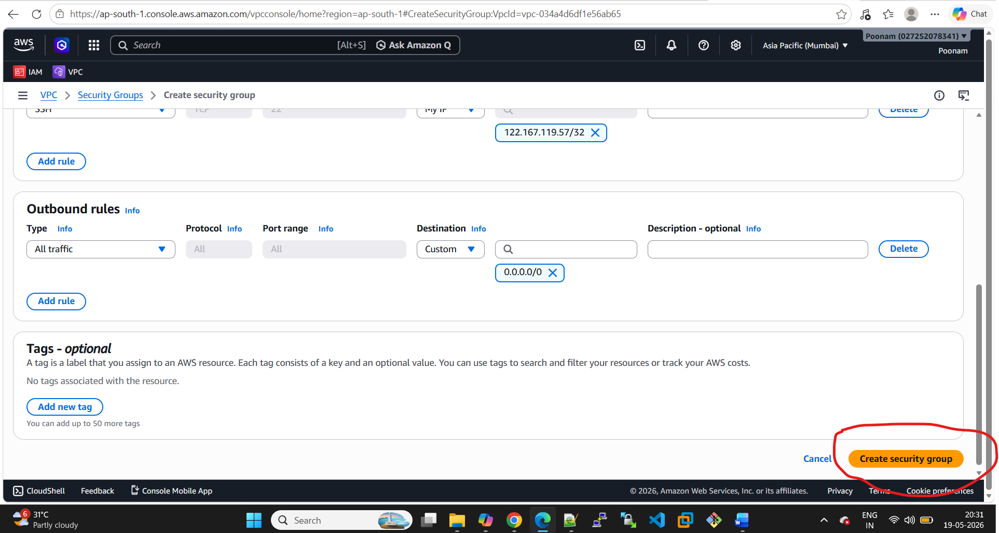 https://ap-south-1.console.aws.amazon.com/vpcconsole/home?region=ap-south-1#CreateSecurityGroup:VpcId=vpc-034a4d6df1e56ab65
Chat
aws
Search
[Alt+S]
Ask Amazon Q
Asia Pacific (Mumbai)
Poonam (027252078341)
Poonam
IAM
VPC
VPC
Security Groups
Create security group
SSH
TCP
22
My IP
Delete
122.167.119.57/32
Add rule
Outbound rules Info
Type Info
Protocol Info
Port range Info
Destination Info
Description - optional Info
All traffic
All
All
Custom
Delete
0.0.0.0/0
Add rule
Tags - optional
A tag is a label that you assign to an AWS resource. Each tag consists of a key and an optional value. You can use tags to search and filter your resources or track your AWS costs.
No tags associated with the resource.
Add new tag
You can add up to 50 more tags
Cancel
Create security group
CloudShell
Feedback
Console Mobile App
© 2026, Amazon Web Services, Inc. or its affiliates.
Privacy
Terms
Cookie preferences
6
31°C
Partly cloudy
Search
ENG
IN
20:31
19-05-2026